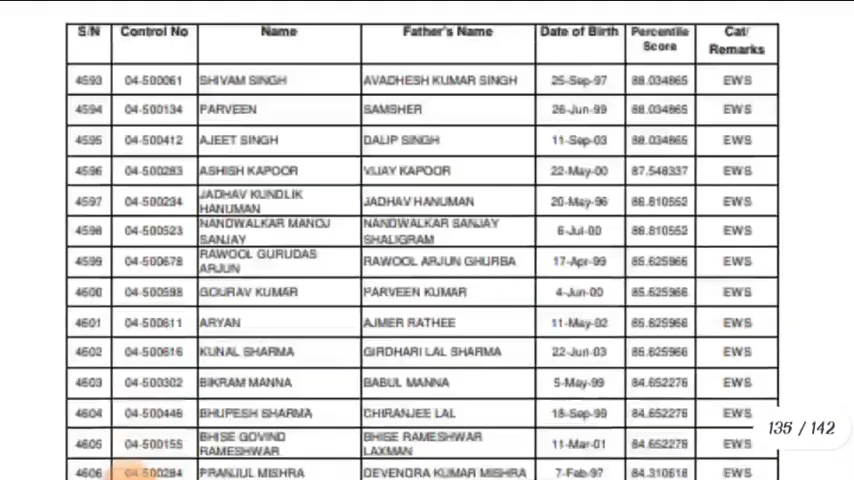 S/N Control No Name Father's Name Date of Birth Percentile Score Cat/ Remarks
4593 04-500061 SHIVAM SINGH AVADHESH KUMAR SINGH 25-Sep-97 88.034865 EWS
4594 04-500134 PARVEEN SAMSHER 26-Jun-99 88.034865 EWS
4595 04-500412 AJEET SINGH DALIP SINGH 11-Sep-03 88.034865 EWS
4596 04-500283 ASHISH KAPOOR VIJAY KAPOOR 22-May-00 87.548337 EWS
4597 04-500234 JADHAV KUNDLIK HANUMAN JADHAV HANUMAN 20-May-96 86.810552 EWS
4598 04-500523 NANDWALKAR MANOJ SANJAY NANDWALKAR SANJAY SHALIGRAM 6-Jul-00 86.810552 EWS
4599 04-500678 RAWOOL GURUDAS ARJUN RAWOOL ARJUN GHURBA 17-Apr-99 85.625966 EWS
4600 04-500598 GOURAV KUMAR PARVEEN KUMAR 4-Jun-00 85.625966 EWS
4601 04-500611 ARYAN AJMER RATHEE 11-May-02 85.625966 EWS
4602 04-500616 KUNAL SHARMA GIRDHARI LAL SHARMA 22-Jun-03 85.625966 EWS
4603 04-500302 BIKRAM MANNA BABUL MANNA 5-May-99 84.652276 EWS
4604 04-500446 BHUPESH SHARMA CHIRANJEE LAL 18-Sep-99 84.652276 EWS
4605 04-500155 BHISE GOVIND RAMESHWAR BHISE RAMESHWAR LAXMAN 11-Mar-01 84.652276 EWS
4606 04-500284 PRANJUL MISHRA DEVENDRA KUMAR MISHRA 7-Feb-97 84.310616 EWS
135 / 142